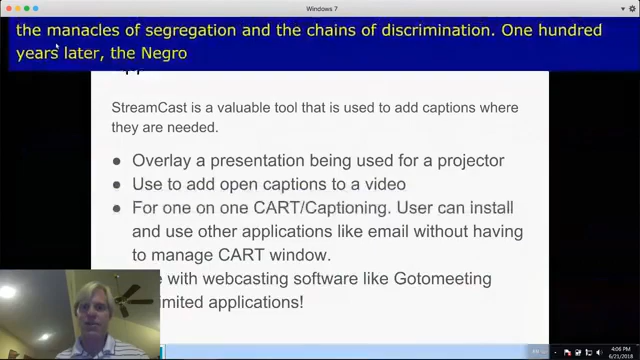 Windows 7
the manacles of segregation and the chains of discrimination. One hundred
years later, the Negro
StreamCast is a valuable tool that is used to add captions where
they are needed.
● Overlay a presentation being used for a projector
● Use to add open captions to a video
● For one on one CART/Captioning. User can install
and use other applications like email without having
to manage CART window.
with webcasting software like Gotomeeting
applications!
4:06 PM
6/21/2018